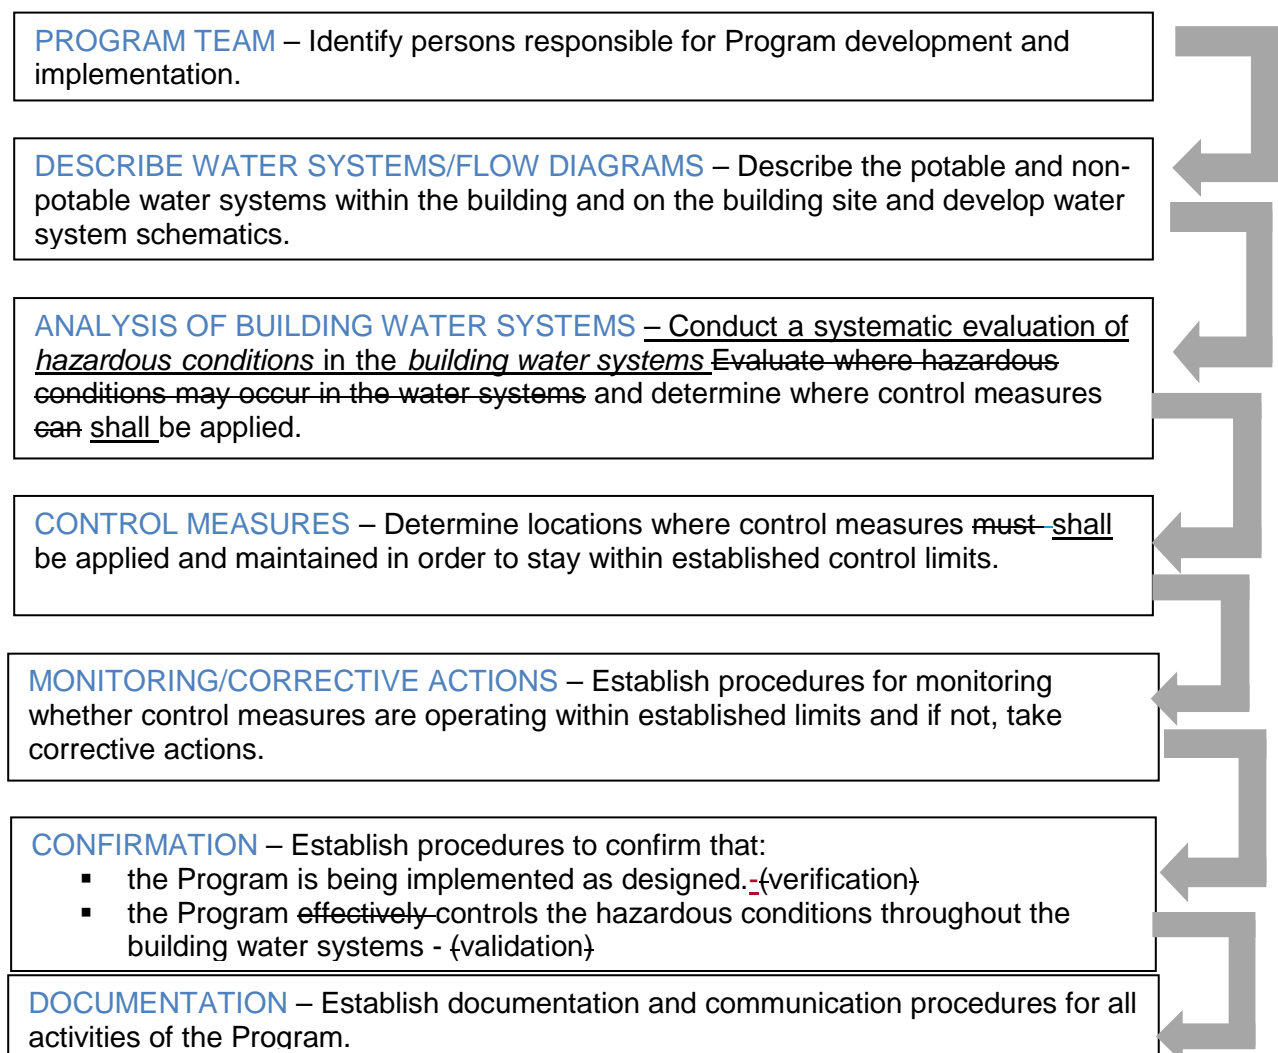 PROGRAM TEAM – Identify persons responsible for Program development and
implementation.
DESCRIBE WATER SYSTEMS/FLOW DIAGRAMS – Describe the potable and non-
potable water systems within the building and on the building site and develop water
system schematics.
ANALYSIS OF BUILDING WATER SYSTEMS – Conduct a systematic evaluation of
hazardous conditions in the building water systems Evaluate where hazardous
conditions may occur in the water systems and determine where control measures
can shall be applied.
CONTROL MEASURES – Determine locations where control measures must shall
be applied and maintained in order to stay within established control limits.
MONITORING/CORRECTIVE ACTIONS – Establish procedures for monitoring
whether control measures are operating within established limits and if not, take
corrective actions.
CONFIRMATION – Establish procedures to confirm that:
▪ the Program is being implemented as designed.-(verification)
▪ the Program effectively controls the hazardous conditions throughout the
building water systems - (validation)
DOCUMENTATION – Establish documentation and communication procedures for all
activities of the Program.